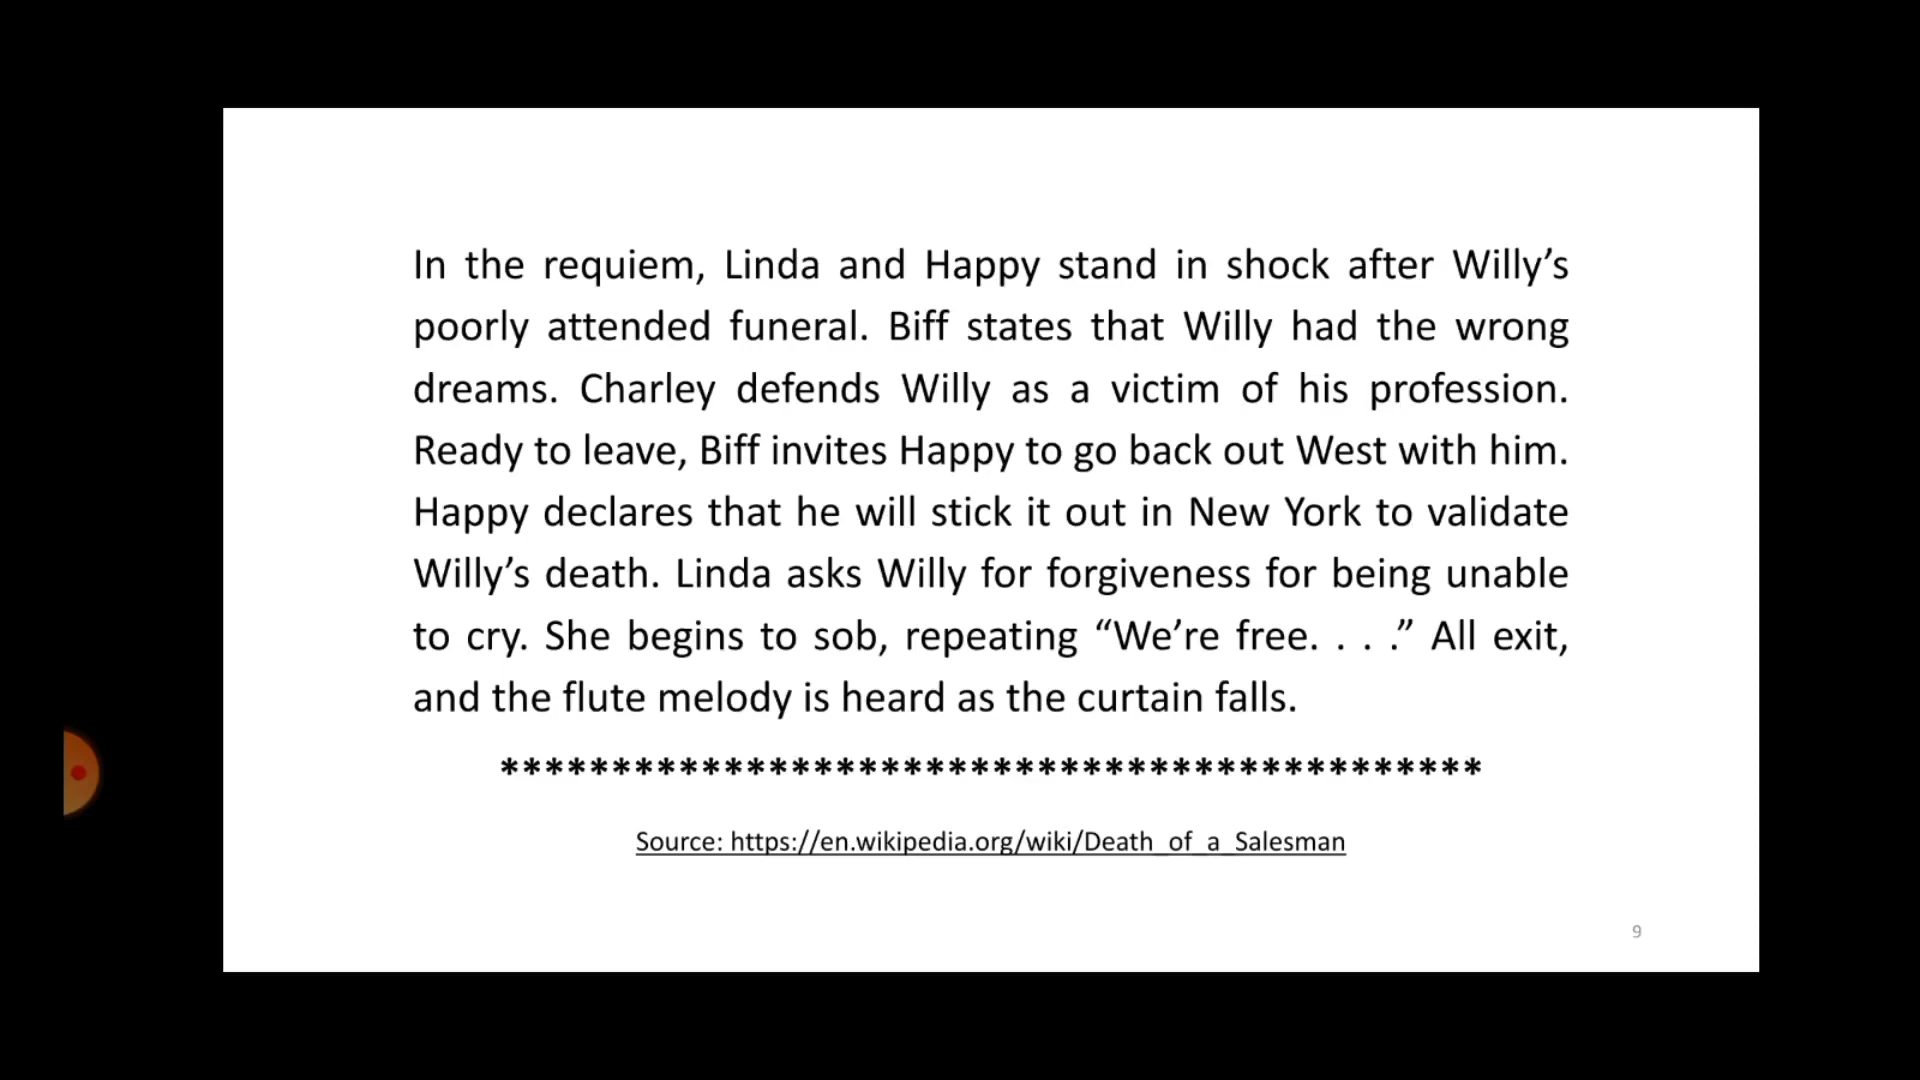 In the requiem, Linda and Happy stand in shock after Willy’s
poorly attended funeral. Biff states that Willy had the wrong
dreams. Charley defends Willy as a victim of his profession.
Ready to leave, Biff invites Happy to go back out West with him.
Happy declares that he will stick it out in New York to validate
Willy’s death. Linda asks Willy for forgiveness for being unable
to cry. She begins to sob, repeating “We’re free. . . .” All exit,
and the flute melody is heard as the curtain falls.
********************************************
Source: https://en.wikipedia.org/wiki/Death_of_a_Salesman
9